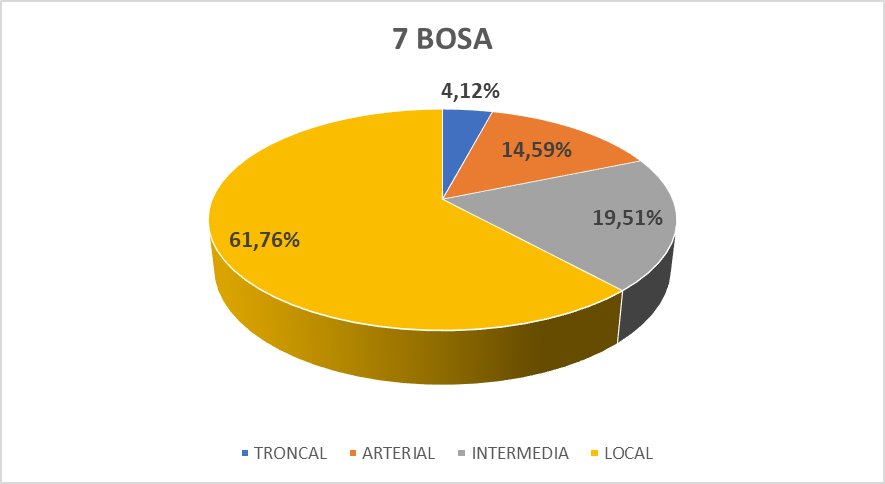 7 BOSA
4,12%
14,59%
19,51%
61,76%
TRONCAL ARTERIAL INTERMEDIA LOCAL